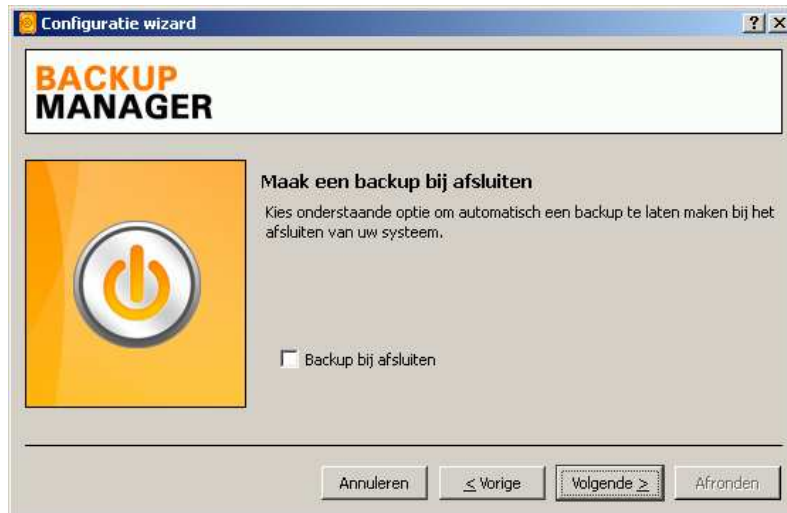 Configuratie wizard
BACKUP
MANAGER
Maak een backup bij afsluiten
Kies onderstaande optie om automatisch een backup te laten maken bij het
afsluiten van uw systeem.
Backup bij afsluiten
Annuleren
< Vorige
Volgende >
Afronden